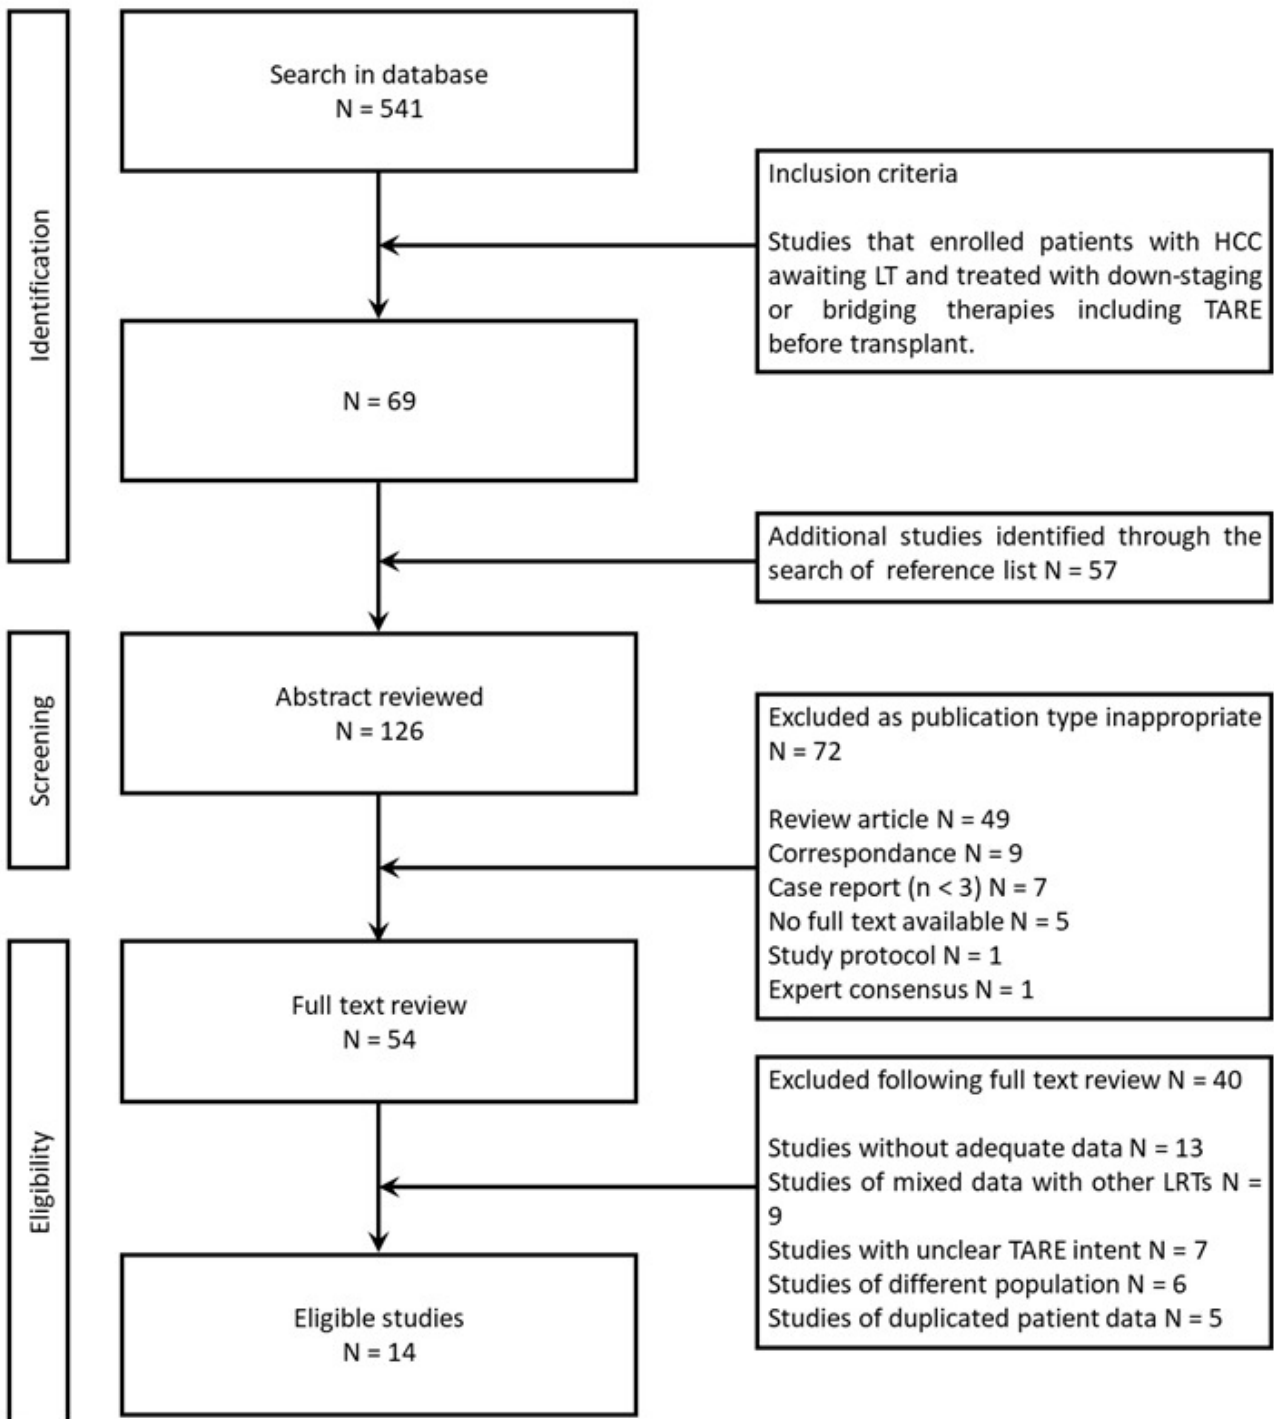 Identification
Search in database
N = 541
Inclusion criteria
Studies that enrolled patients with HCC
awaiting LT and treated with down-staging
or bridging therapies including TARE
before transplant.
N = 69
Additional studies identified through the
search of reference list N = 57
Screening
Abstract reviewed
N = 126
Excluded as publication type inappropriate
N = 72
Review article N = 49
Correspondance N = 9
Case report (n < 3) N = 7
No full text available N = 5
Study protocol N = 1
Expert consensus N = 1
Eligibility
Full text review
N = 54
Excluded following full text review N = 40
Studies without adequate data N = 13
Studies of mixed data with other LRTs N =
9
Studies with unclear TARE intent N = 7
Studies of different population N = 6
Studies of duplicated patient data N = 5
Eligible studies
N = 14